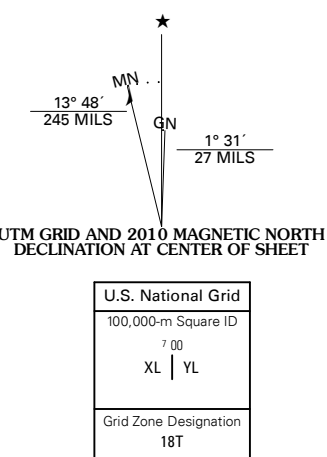 ★
MN
GN
13° 48´
245 MILS
1° 31´
27 MILS
UTM GRID AND 2010 MAGNETIC NORTH
DECLINATION AT CENTER OF SHEET
U.S. National Grid
100,000-m Square ID
7 00
XL | YL
Grid Zone Designation
18T